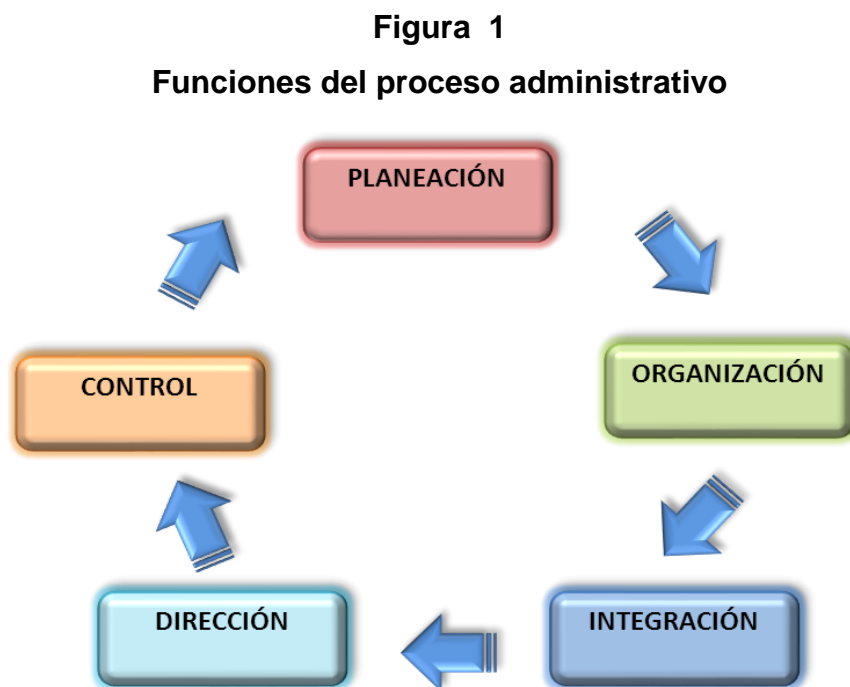 Figura 1
Funciones del proceso administrativo
PLANEACIÓN
ORGANIZACIÓN
INTEGRACIÓN
DIRECCIÓN
CONTROL